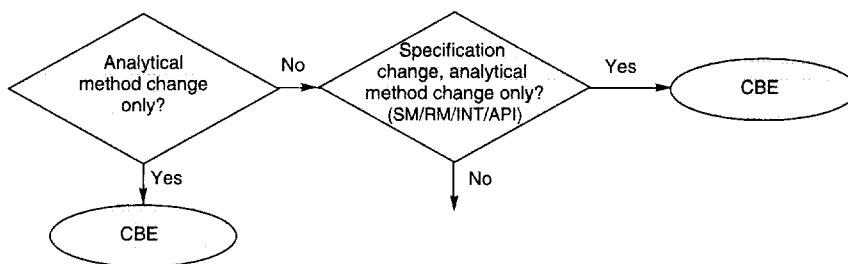 Analytical
method change
only?
No
Specification
change, analytical
method change only?
(SM/RM/INT/API)
Yes
CBE
Yes
CBE
No